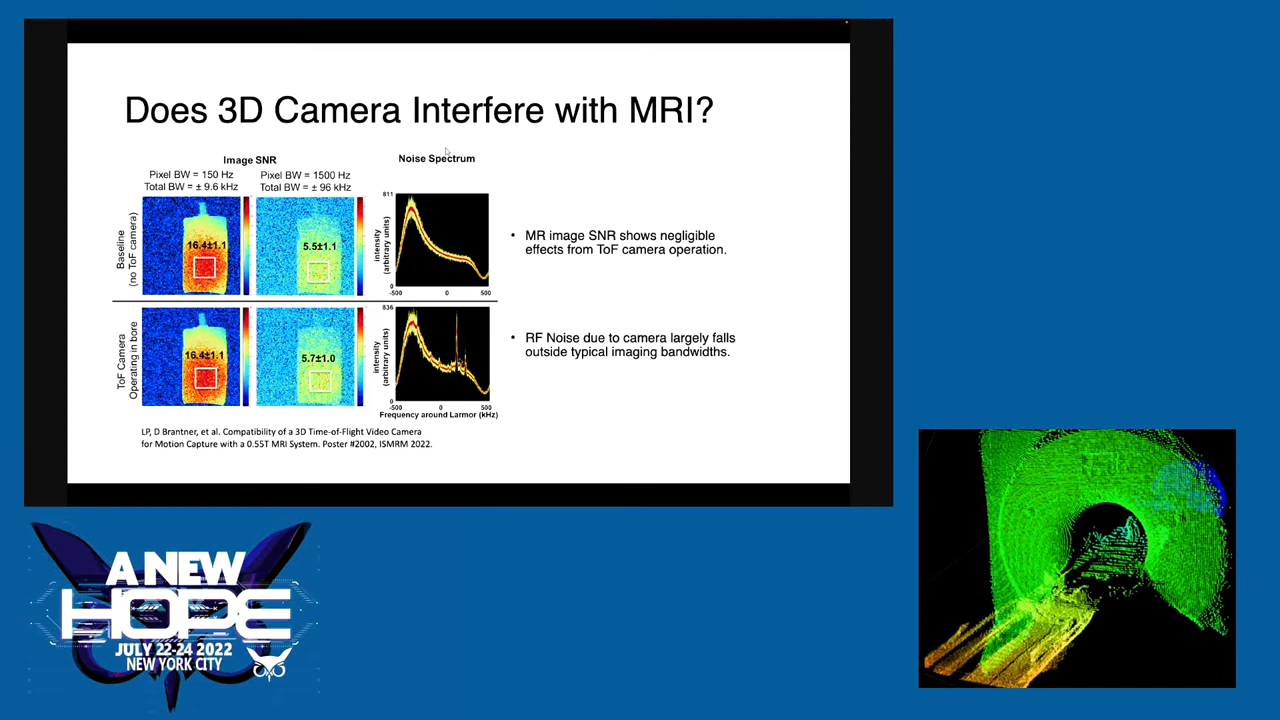 Does 3D Camera Interfere with MRI?
Image SNR
Noise Spectrum
Pixel BW = 150 Hz
Total BW = ± 9.6 kHz
Pixel BW = 1500 Hz
Total BW = ± 96 kHz
Baseline
(no ToF camera)
16.4±1.1
5.5±1.1
intensity
(arbitrary units)
811
0
-500
0
500
• MR image SNR shows negligible
effects from ToF camera operation.
ToF Camera
Operating in bore
16.4±1.1
5.7±1.0
intensity
(arbitrary units)
836
0
-500
0
500
Frequency around Larmor (kHz)
• RF Noise due to camera largely falls
outside typical imaging bandwidths.
LP, D Brantner, et al. Compatibility of a 3D Time-of-Flight Video Camera
for Motion Capture with a 0.55T MRI System. Poster #2002, ISMRM 2022.
A NEW
HOPE
JULY 22-24 2022
NEW YORK CITY